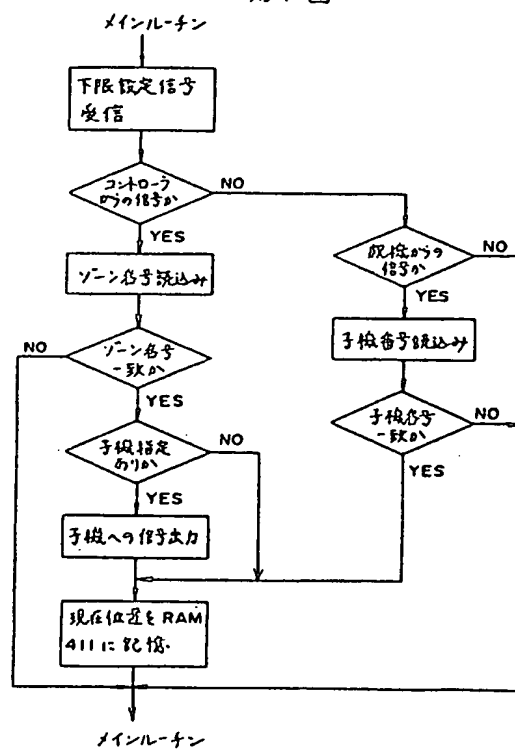 メインルーチン
下限設定信号
受信
コントローラ
からの信号か
NO
YES
ゾーン番号読込み
親機からの
信号か
NO
YES
子機番号読込み
NO
ゾーン番号
一致か
YES
子機番号
一致か
NO
YES
子機指定
ありか
NO
YES
子機への信号出力
現在位置をRAM
411に記憶.
メインルーチン